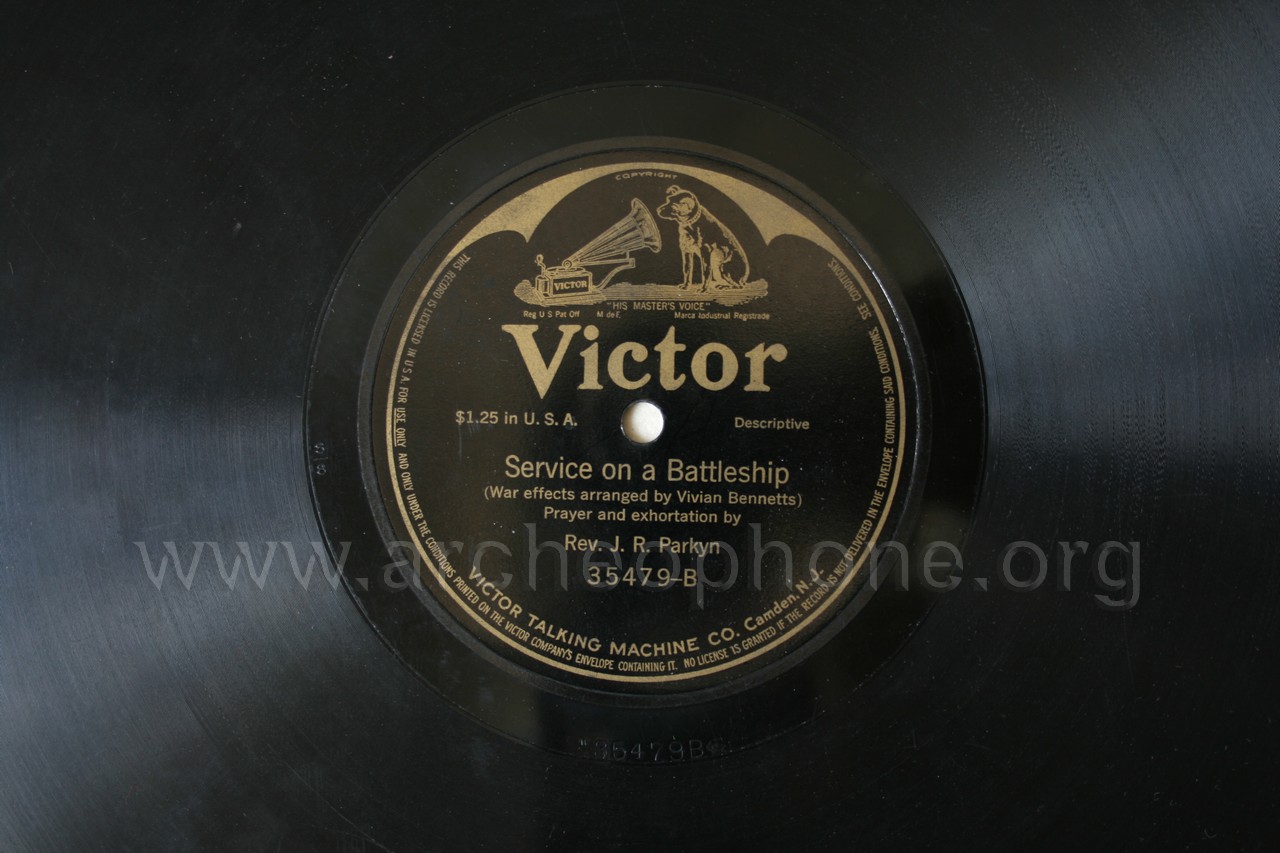 COPYRIGHT
VICTOR
"HIS MASTER'S VOICE"
Reg U S Pat Off M de F. Marca Industrial Registrade
Victor
$1.25 in U. S. A. Descriptive
Service on a Battleship
(War effects arranged by Vivian Bennetts)
Prayer and exhortation by
Rev. J. R. Parkyn
35479-B
VICTOR TALKING MACHINE CO. Camden, N. J.
THIS RECORD IS LICENSED IN U.S.A. FOR USE ONLY AND ONLY UNDER THE CONDITIONS PRINTED ON THE VICTOR COMPANY'S ENVELOPE CONTAINING IT. NO LICENSE IS GRANTED IF THE RECORD IS NOT DELIVERED IN THE ENVELOPE CONTAINING SAID CONDITIONS. SEE CONDITIONS.
www.archeophone.org
35479B